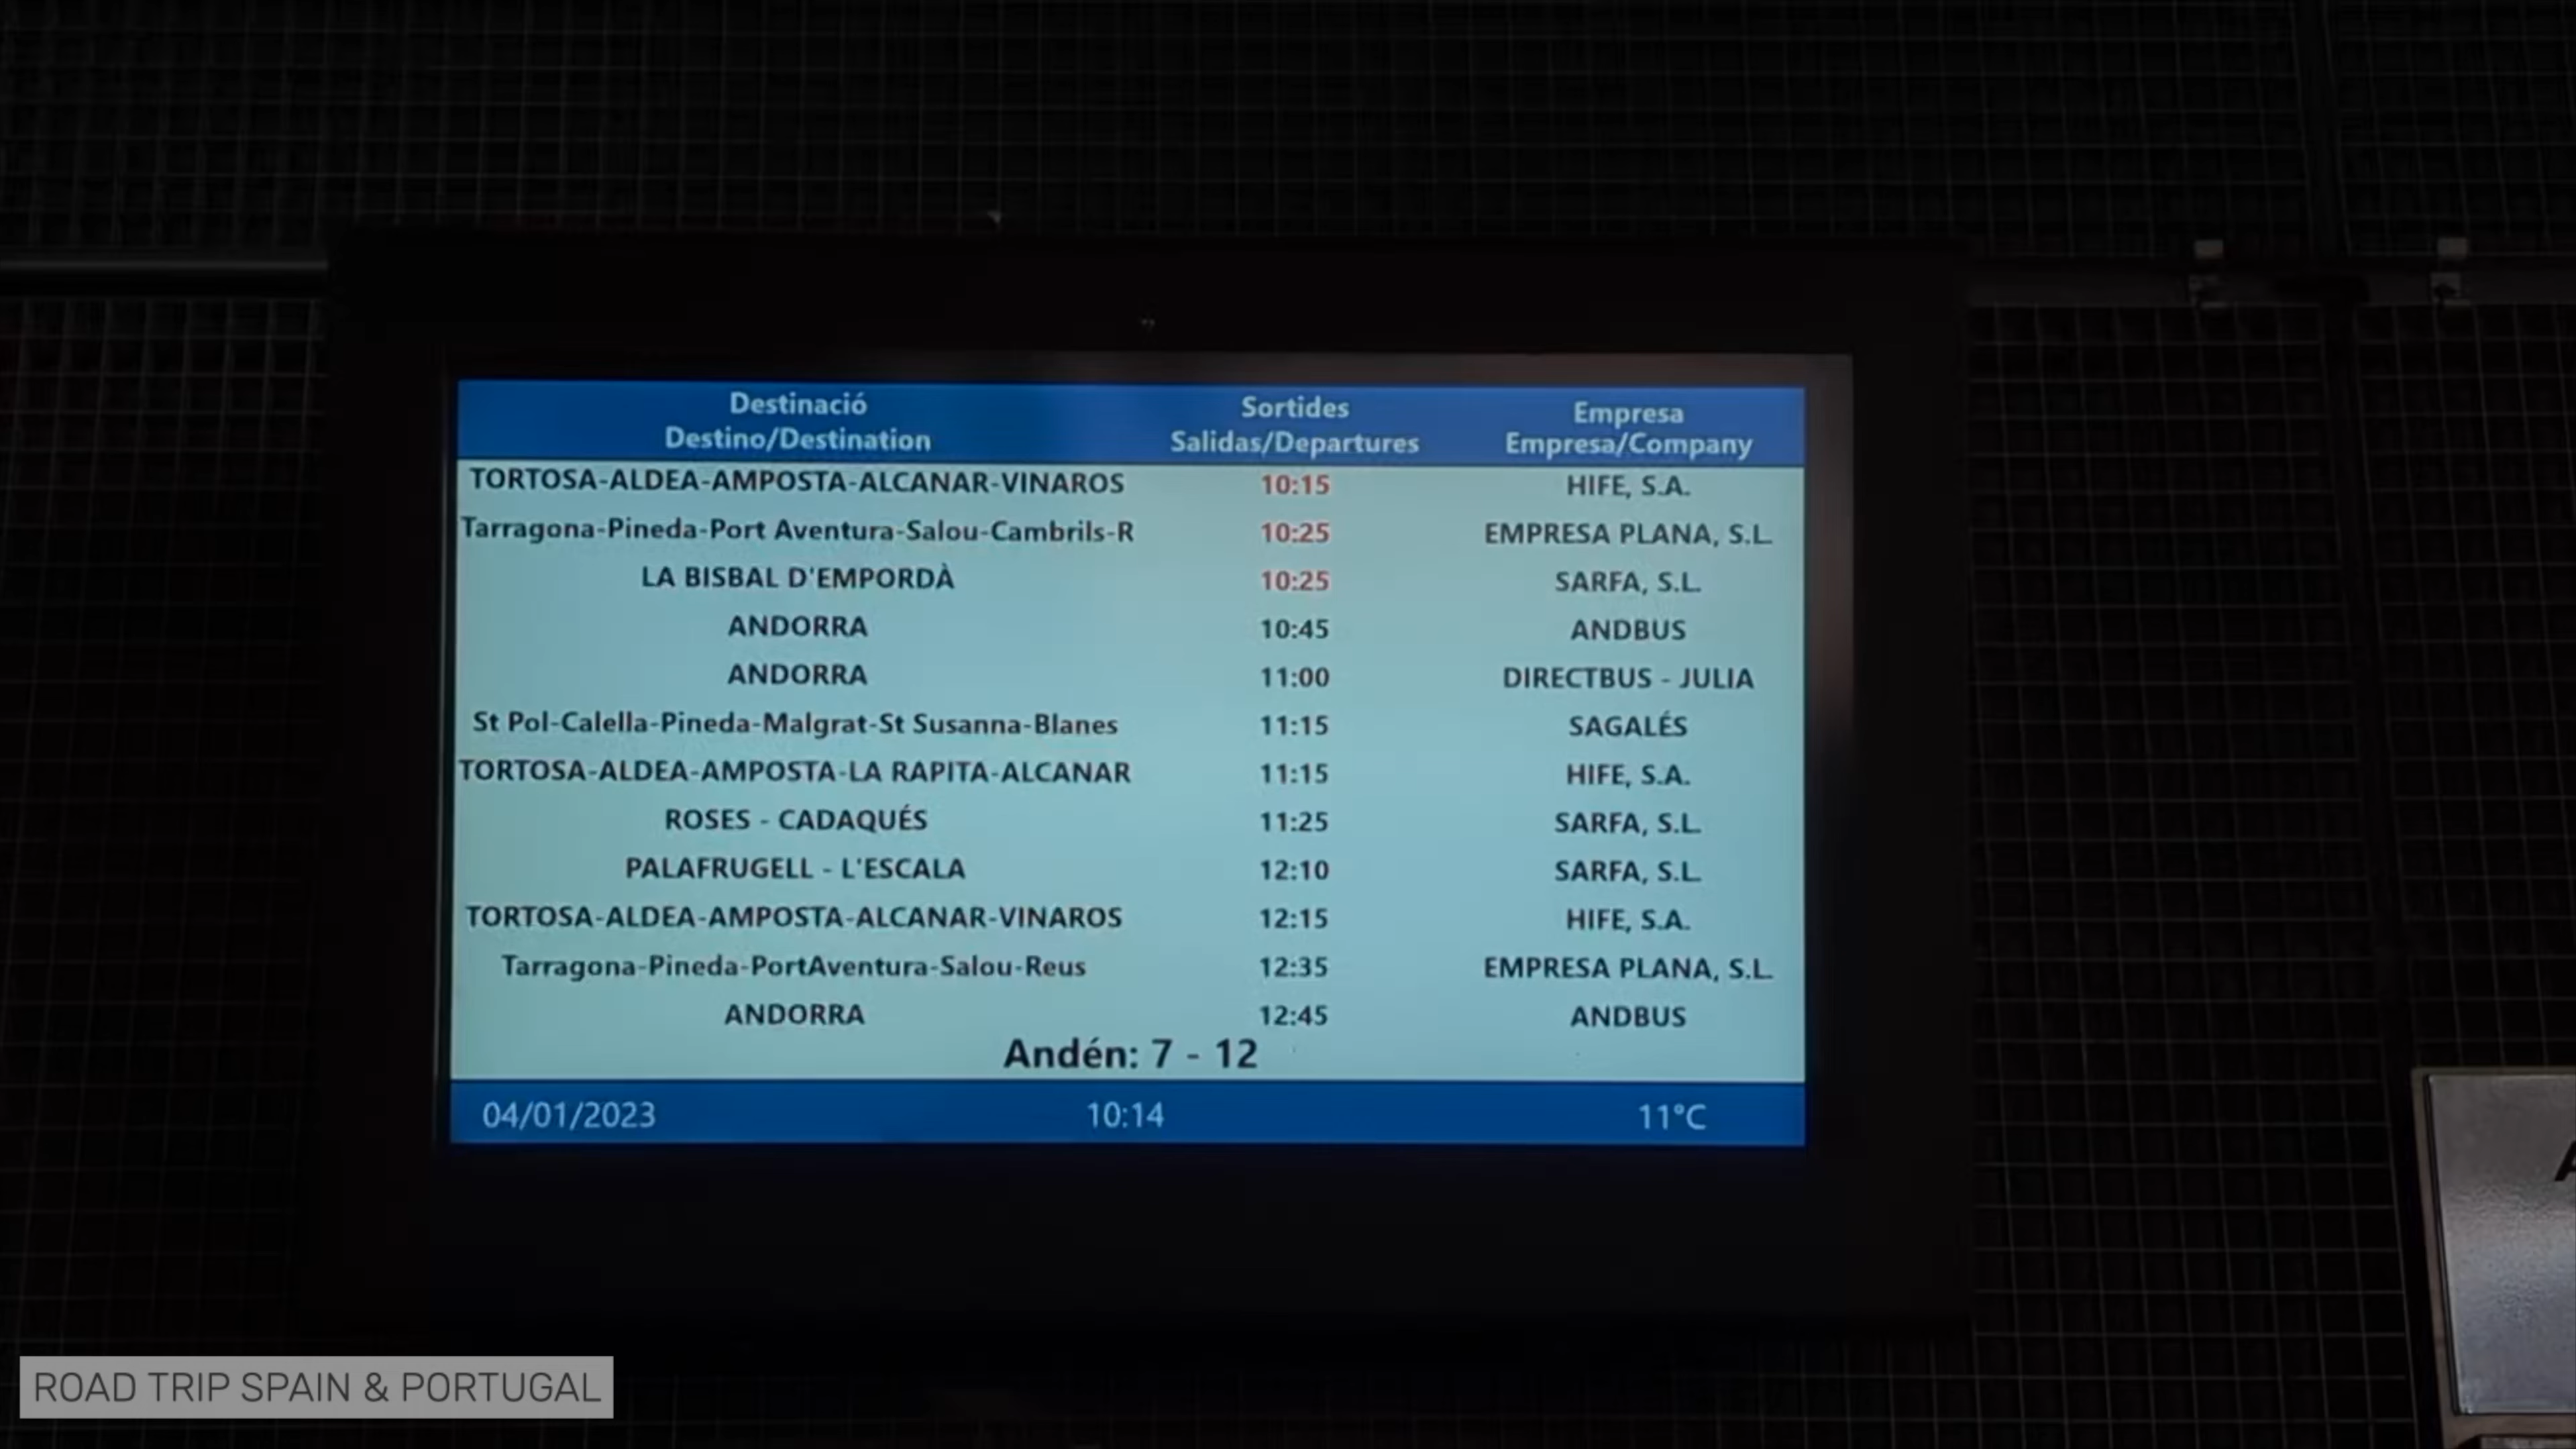 Destinació Sortides Empresa
Destino/Destination Salidas/Departures Empresa/Company
TORTOSA-ALDEA-AMPOSTA-ALCANAR-VINAROS 10:15 HIFE, S.A.
Tarragona-Pineda-Port Aventura-Salou-Cambrils-R 10:25 EMPRESA PLANA, S.L.
LA BISBAL D'EMPORDÀ 10:25 SARFA, S.L.
ANDORRA 10:45 ANDBUS
ANDORRA 11:00 DIRECTBUS - JULIA
St Pol-Calella-Pineda-Malgrat-St Susanna-Blanes 11:15 SAGALÉS
TORTOSA-ALDEA-AMPOSTA-LA RAPITA-ALCANAR 11:15 HIFE, S.A.
ROSES - CADAQUÉS 11:25 SARFA, S.L.
PALAFRUGELL - L'ESCALA 12:10 SARFA, S.L.
TORTOSA-ALDEA-AMPOSTA-ALCANAR-VINAROS 12:15 HIFE, S.A.
Tarragona-Pineda-PortAventura-Salou-Reus 12:35 EMPRESA PLANA, S.L.
ANDORRA 12:45 ANDBUS
Andén: 7 - 12
04/01/2023 10:14 11°C
ROAD TRIP SPAIN & PORTUGAL